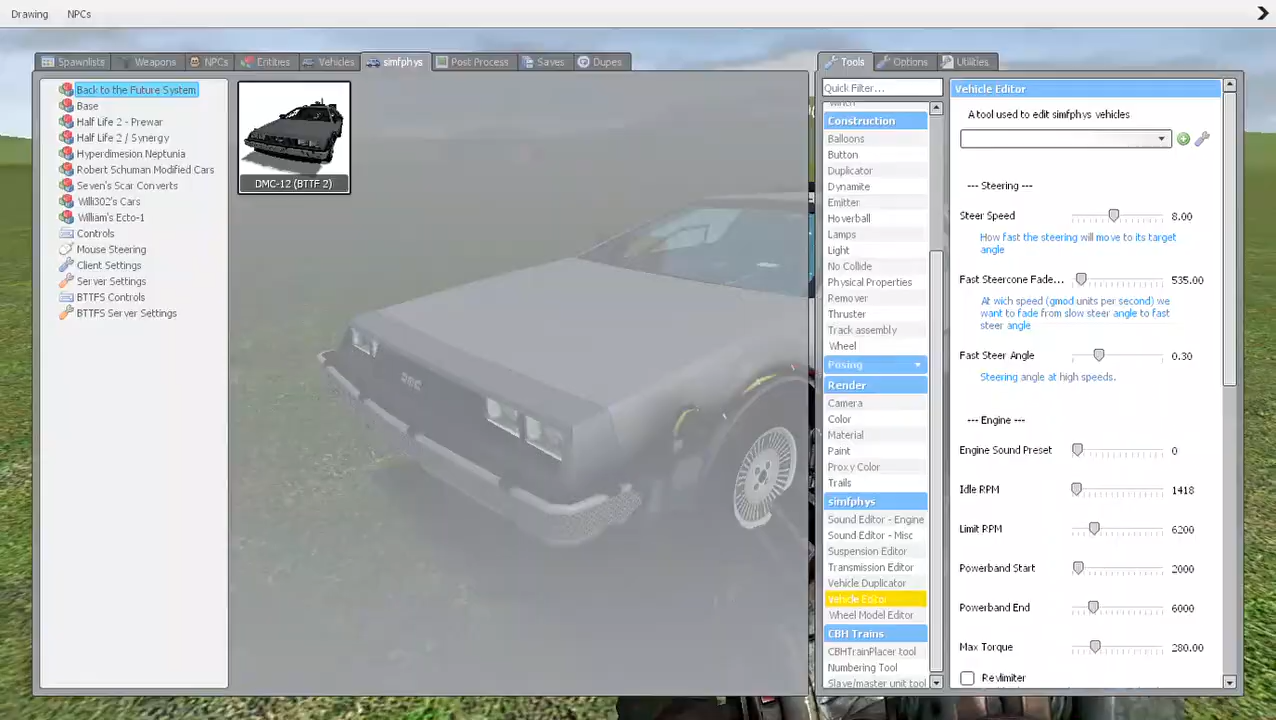 Drawing NPCs
Spawnlists Weapons NPCs Entities Vehicles simfphys Post Process Saves Dupes
Back to the Future System
Base
Half Life 2 - Prewar
Half Life 2 / Synergy
Hyperdimesion Neptunia
Robert Schuman Modified Cars
Seven's Scar Converts
Willi302's Cars
William's Ecto-1
Controls
Mouse Steering
Client Settings
Server Settings
BTTFS Controls
BTTFS Server Settings
DMC-12 (BTTF 2)
DMC
Tools Options Utilities
Quick Filter...
Winch
Construction
Balloons
Button
Duplicator
Dynamite
Emitter
Hoverball
Lamps
Light
No Collide
Physical Properties
Remover
Thruster
Track assembly
Wheel
Posing
Render
Camera
Color
Material
Paint
Proxy Color
Trails
simfphys
Sound Editor - Engine
Sound Editor - Misc
Suspension Editor
Transmission Editor
Vehicle Duplicator
Vehicle Editor
Wheel Model Editor
CBH Trains
CBHTrainPlacer tool
Numbering Tool
Slave/master unit tool
Vehicle Editor
A tool used to edit simfphys vehicles
--- Steering ---
Steer Speed 8.00
How fast the steering will move to its target
angle
Fast Steercone Fade... 535.00
At wich speed (gmod units per second) we
want to fade from slow steer angle to fast
steer angle
Fast Steer Angle 0.30
Steering angle at high speeds.
--- Engine ---
Engine Sound Preset 0
Idle RPM 1418
Limit RPM 6200
Powerband Start 2000
Powerband End 6000
Max Torque 280.00
Revlimiter